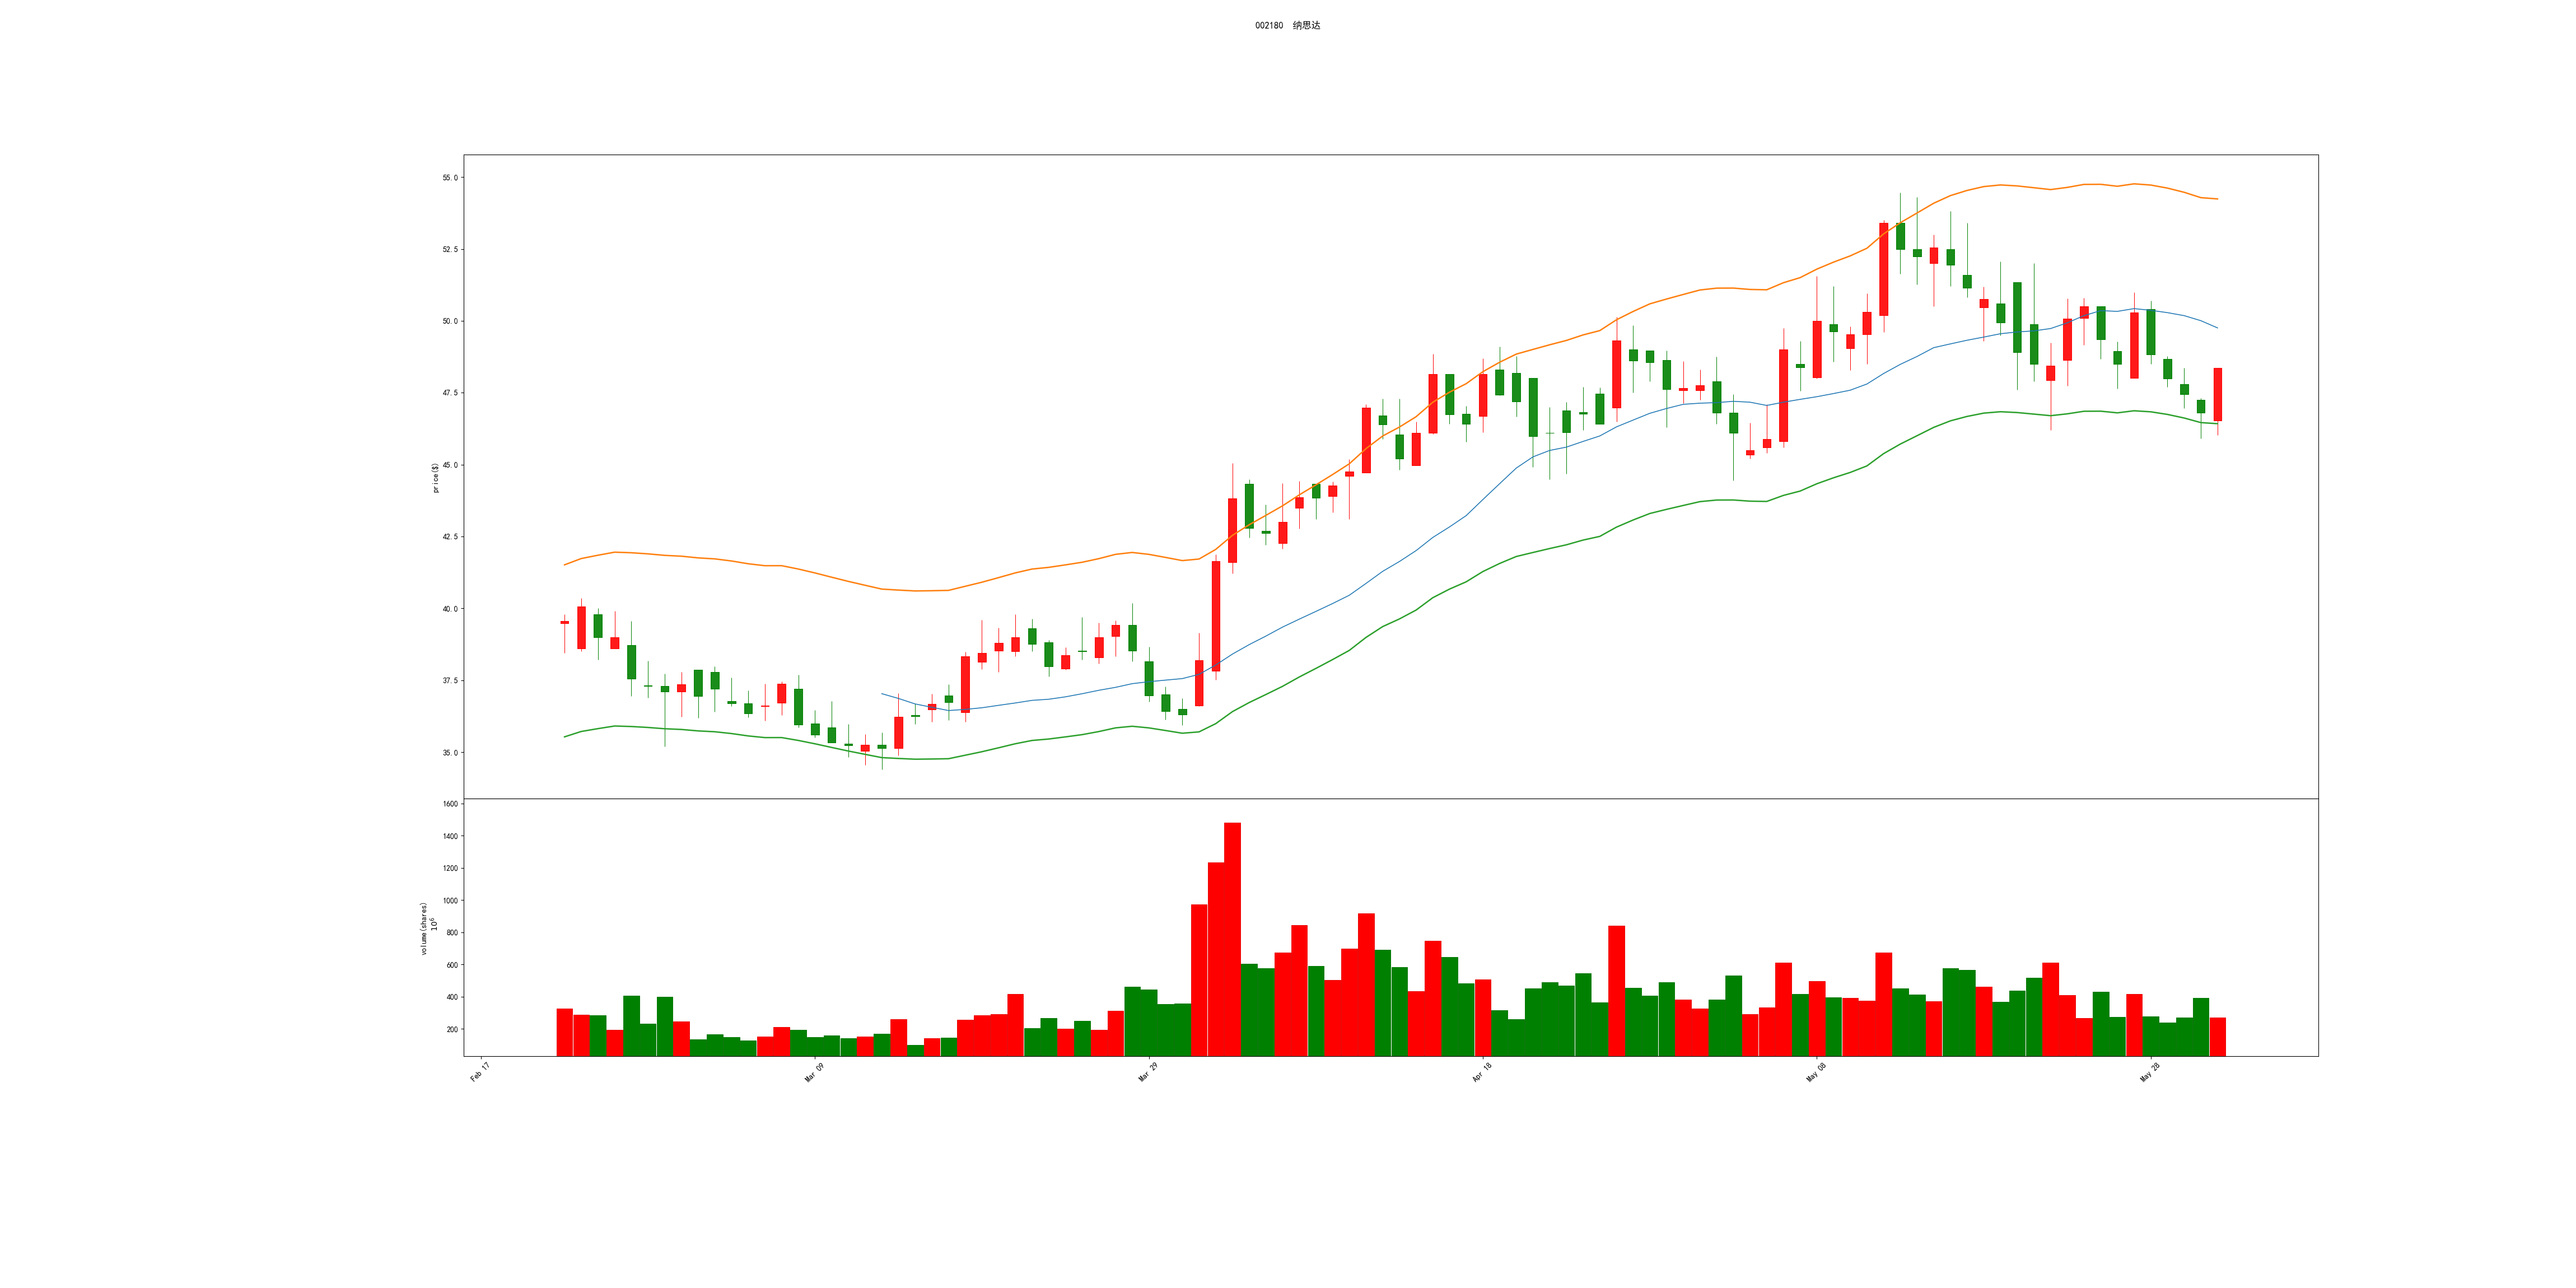 002180 纳思达
55.0
52.5
50.0
47.5
45.0
42.5
40.0
37.5
35.0
price($)
1600
1400
1200
1000
800
600
400
200
volume(shares)
10⁶
Feb 17
Mar 09
Mar 29
Apr 18
May 08
May 28